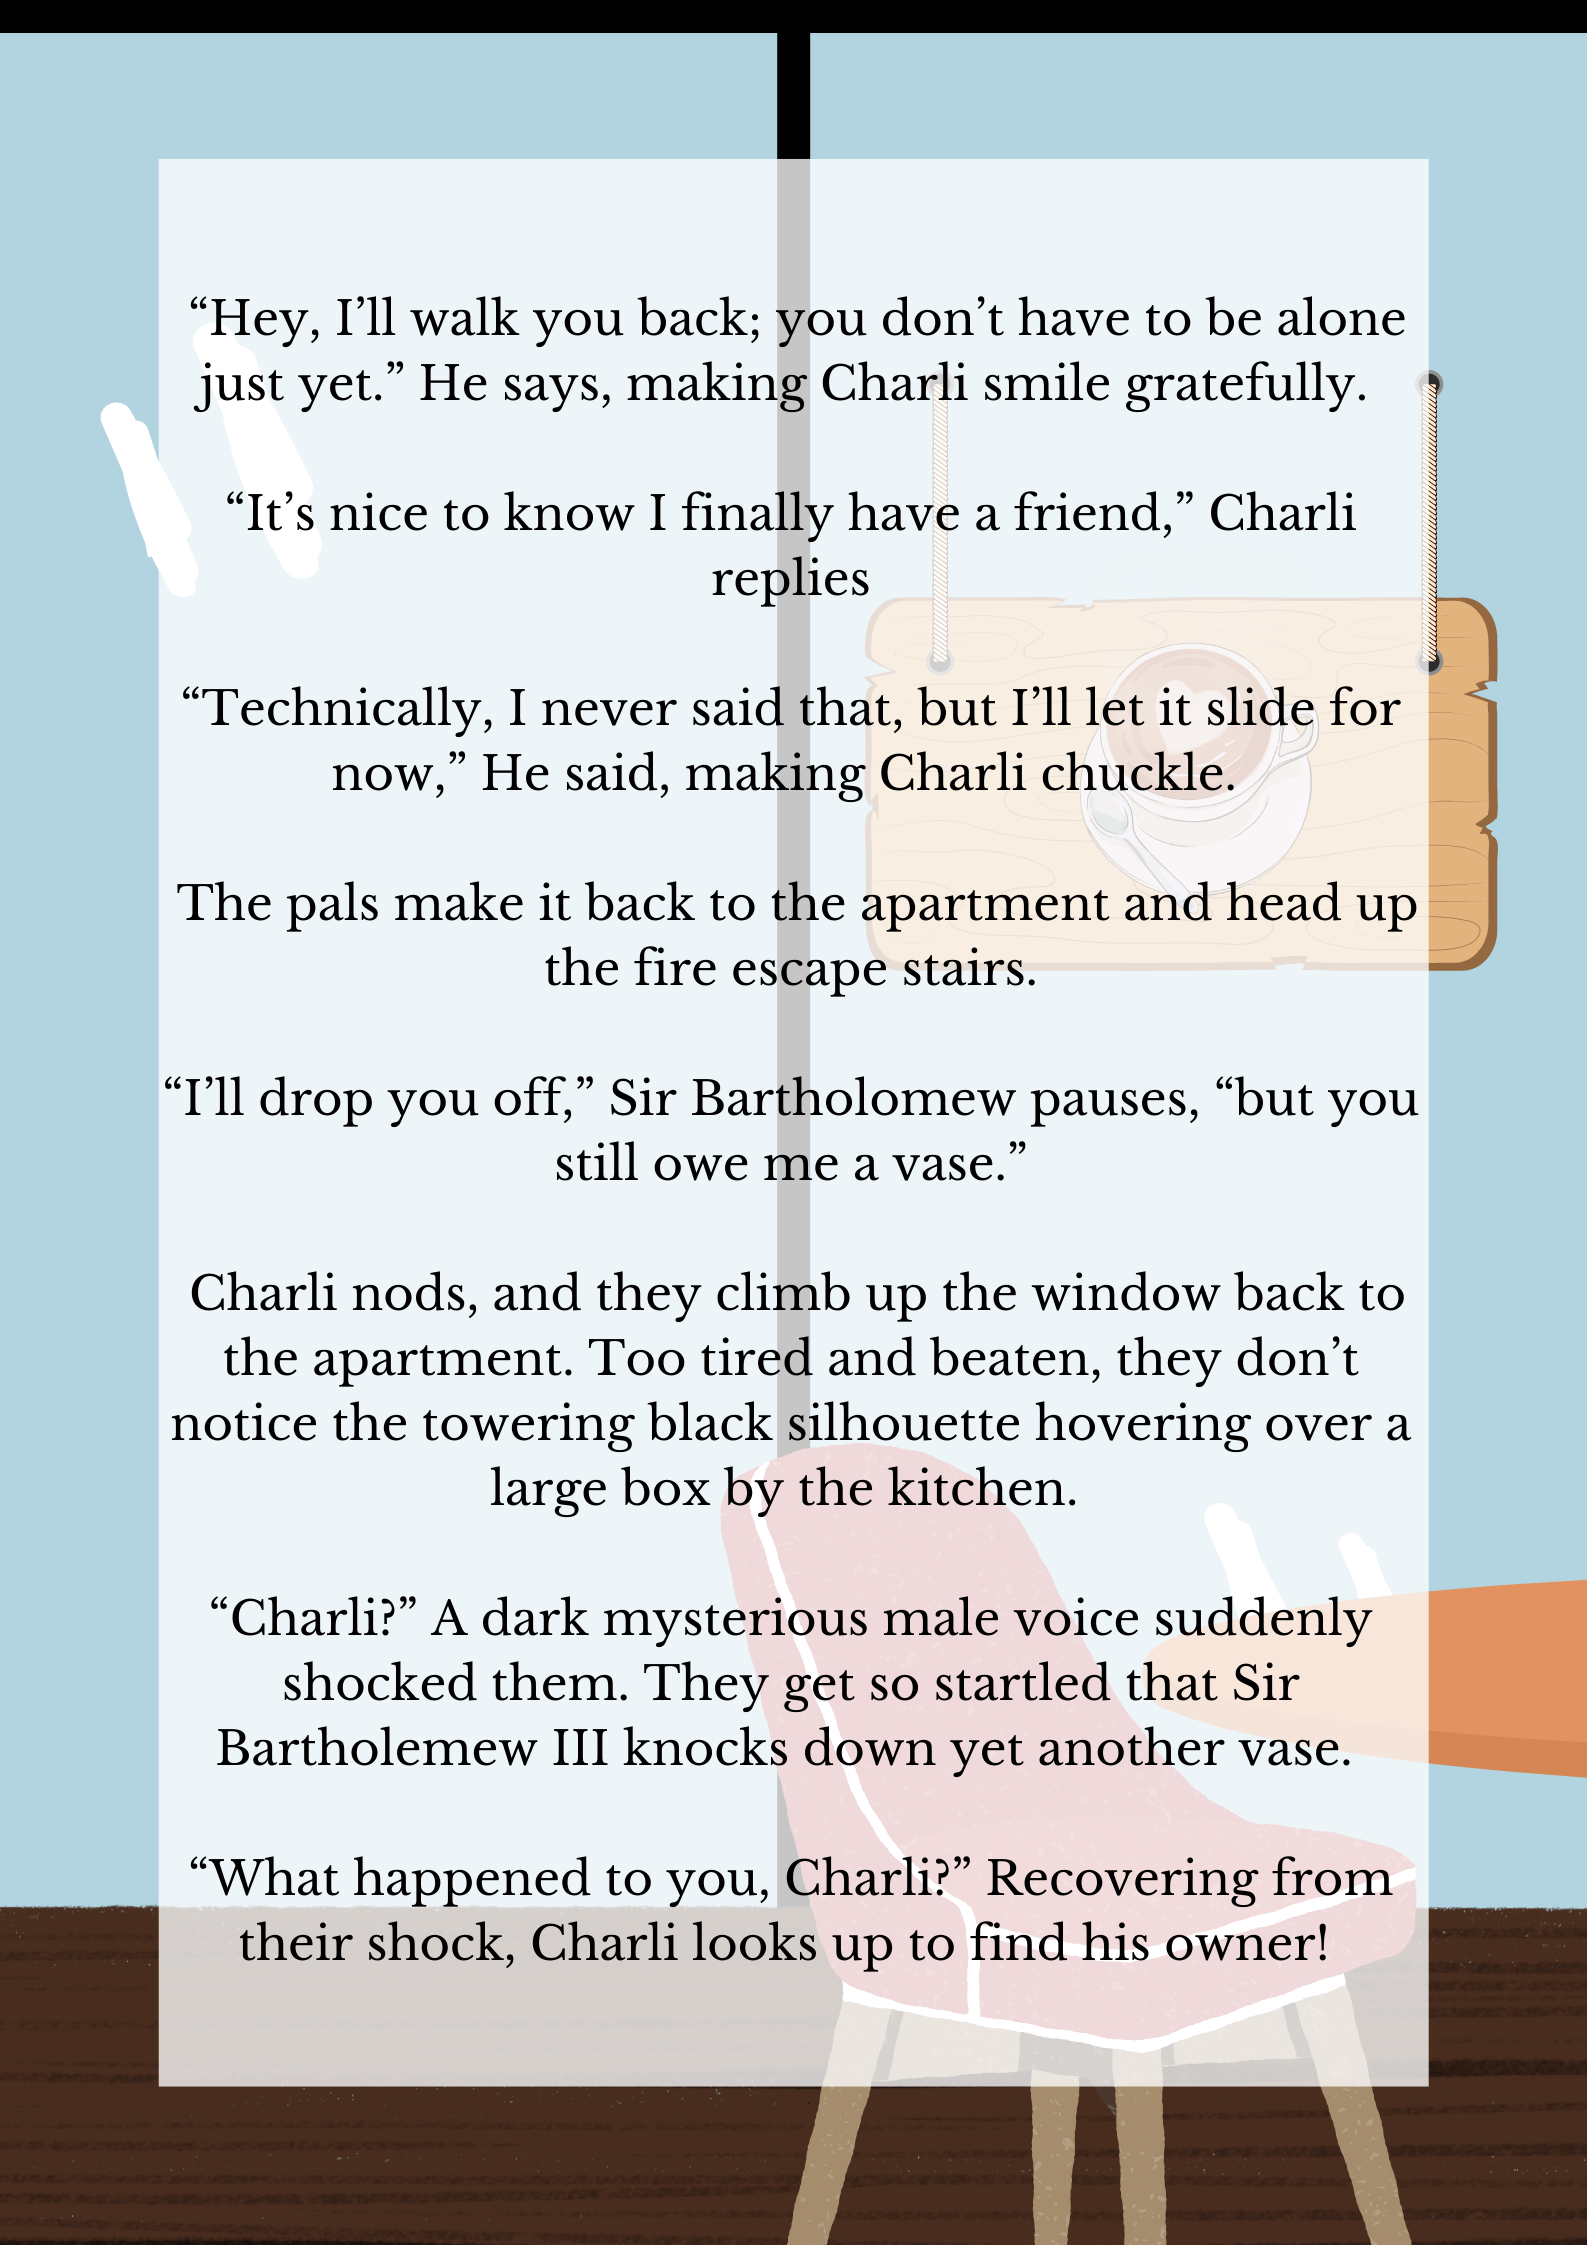 “Hey, I’ll walk you back; you don’t have to be alone
just yet.” He says, making Charli smile gratefully.
“It’s nice to know I finally have a friend,” Charli
replies
“Technically, I never said that, but I’ll let it slide for
now,” He said, making Charli chuckle.
The pals make it back to the apartment and head up
the fire escape stairs.
“I’ll drop you off,” Sir Bartholomew pauses, “but you
still owe me a vase.”
Charli nods, and they climb up the window back to
the apartment. Too tired and beaten, they don’t
notice the towering black silhouette hovering over a
large box by the kitchen.
“Charli?” A dark mysterious male voice suddenly
shocked them. They get so startled that Sir
Bartholemew III knocks down yet another vase.
“What happened to you, Charli?” Recovering from
their shock, Charli looks up to find his owner!